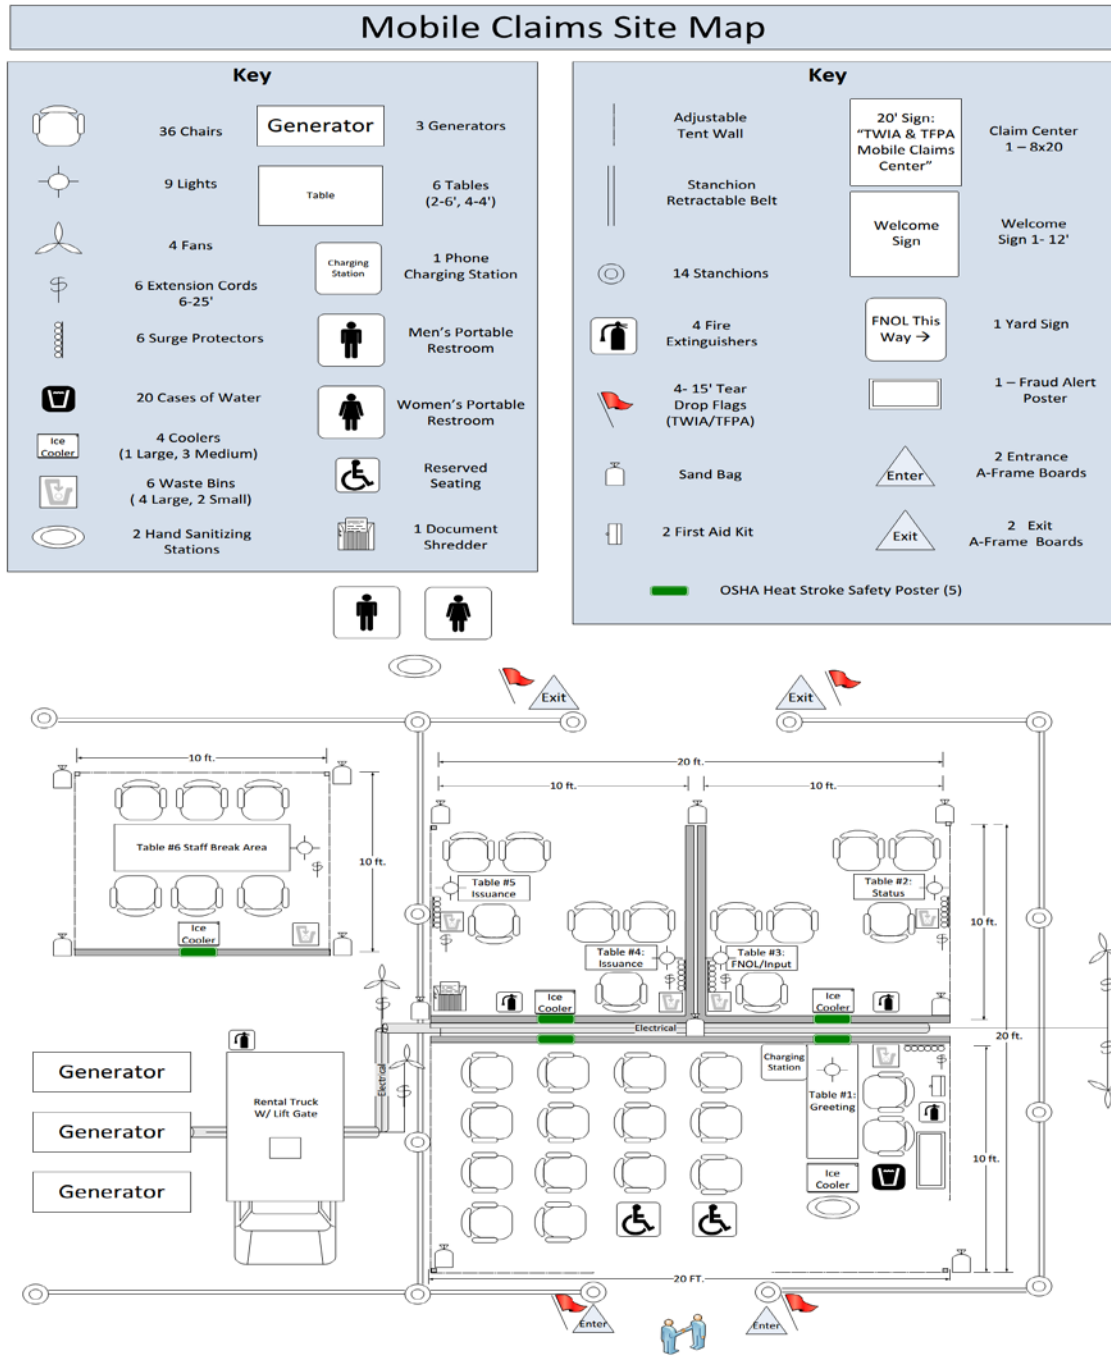 Mobile Claims Site Map
Key
36 Chairs
Generator
3 Generators
9 Lights
Table
6 Tables
(2-6', 4-4')
4 Fans
Charging
Station
1 Phone
Charging Station
6 Extension Cords
6-25'
6 Surge Protectors
Men's Portable
Restroom
20 Cases of Water
Women's Portable
Restroom
Ice
Cooler
4 Coolers
(1 Large, 3 Medium)
Reserved
Seating
6 Waste Bins
( 4 Large, 2 Small)
2 Hand Sanitizing
Stations
1 Document
Shredder
Key
Adjustable
Tent Wall
20' Sign:
"TWIA & TFPA
Mobile Claims
Center"
Claim Center
1 – 8x20
Stanchion
Retractable Belt
Welcome
Sign
Welcome
Sign 1- 12'
14 Stanchions
4 Fire
Extinguishers
FNOL This
Way →
1 Yard Sign
4- 15' Tear
Drop Flags
(TWIA/TFPA)
1 – Fraud Alert
Poster
Sand Bag
Enter
2 Entrance
A-Frame Boards
2 First Aid Kit
Exit
2 Exit
A-Frame Boards
OSHA Heat Stroke Safety Poster (5)
Exit
Exit
10 ft.
20 ft.
10 ft.
10 ft.
Table #6 Staff Break Area
10 ft.
Ice
Cooler
Table #5
Issuance
Table #2:
Status
10 ft.
Table #4:
Issuance
Table #3:
FNOL/Input
Ice
Cooler
Ice
Cooler
Electrical
20 ft.
Generator
Generator
Generator
Rental Truck
W/ Lift Gate
Electrical
Charging
Station
Table #1:
Greeting
10 ft.
Ice
Cooler
20 FT.
Enter
Enter